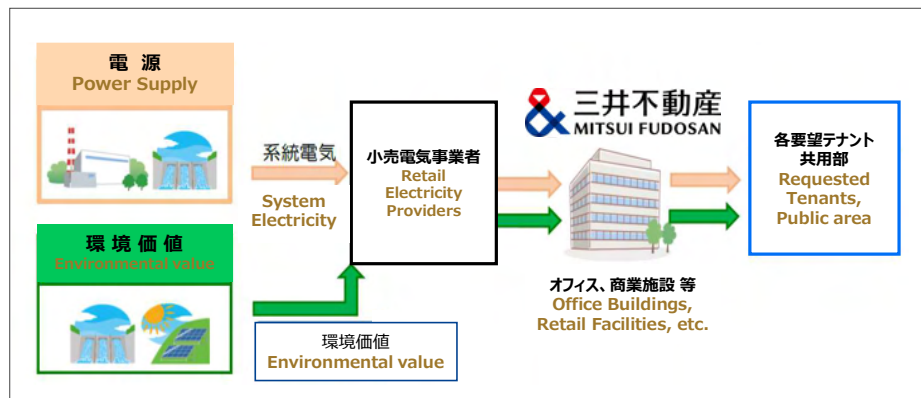 電 源
Power Supply
環 境 価 値
Environmental value
系統電気
System
Electricity
環境価値
Environmental value
小売電気事業者
Retail
Electricity
Providers
三井不動産
MITSUI FUDOSAN
オフィス、商業施設 等
Office Buildings,
Retail Facilities, etc.
各要望テナント
共用部
Requested
Tenants,
Public area